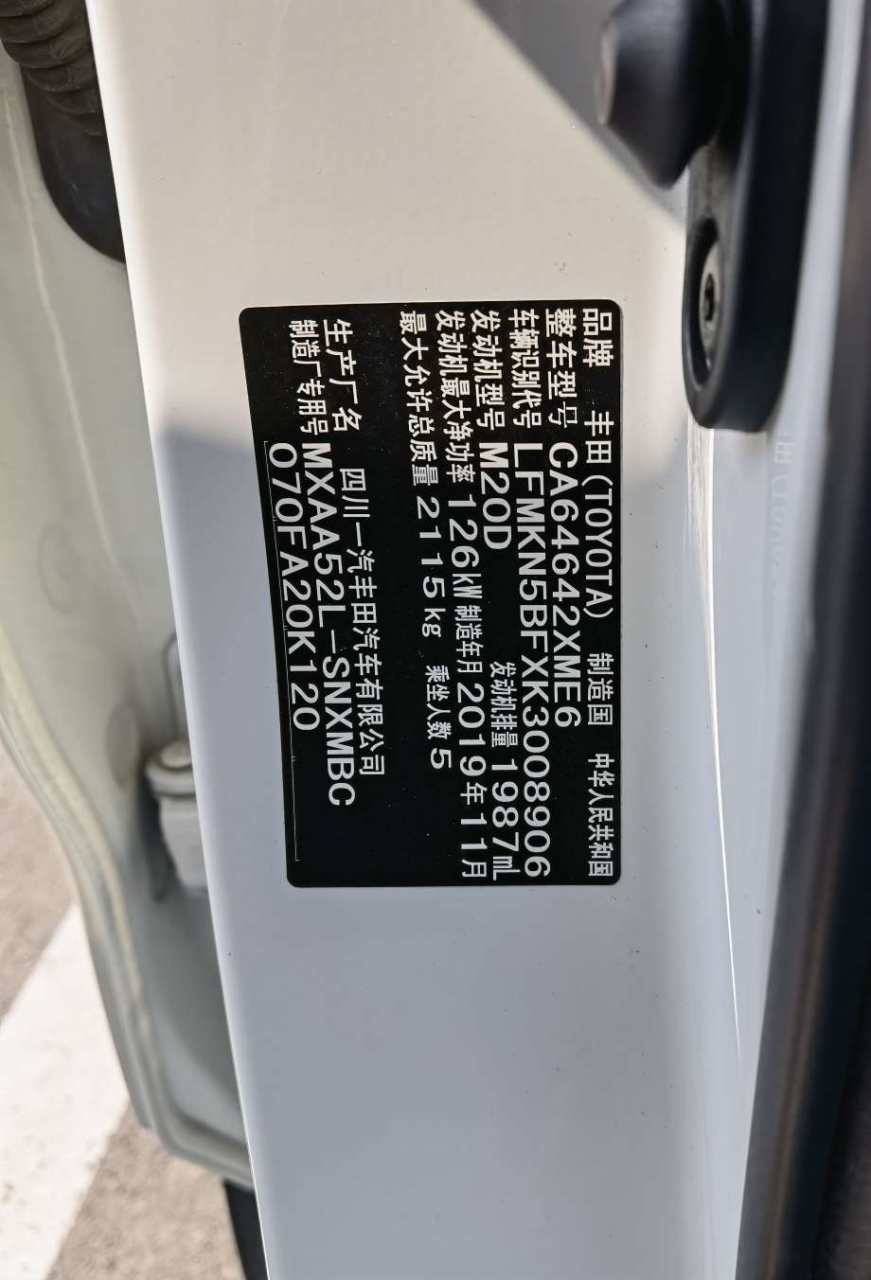 品牌 丰田(TOYOTA) 制造国 中华人民共和国
整车型号 CA64642XME6
车辆识别代号 LFMKN5BFXK3008906
发动机型号 M20D 发动机排量 1987mL
发动机最大净功率 126kW 制造年月 2019年11月
最大允许总质量 2115kg 乘坐人数 5
生产厂名 四川一汽丰田汽车有限公司
制造厂专用号 MXAA52L-SNXMBC
070FA20K120